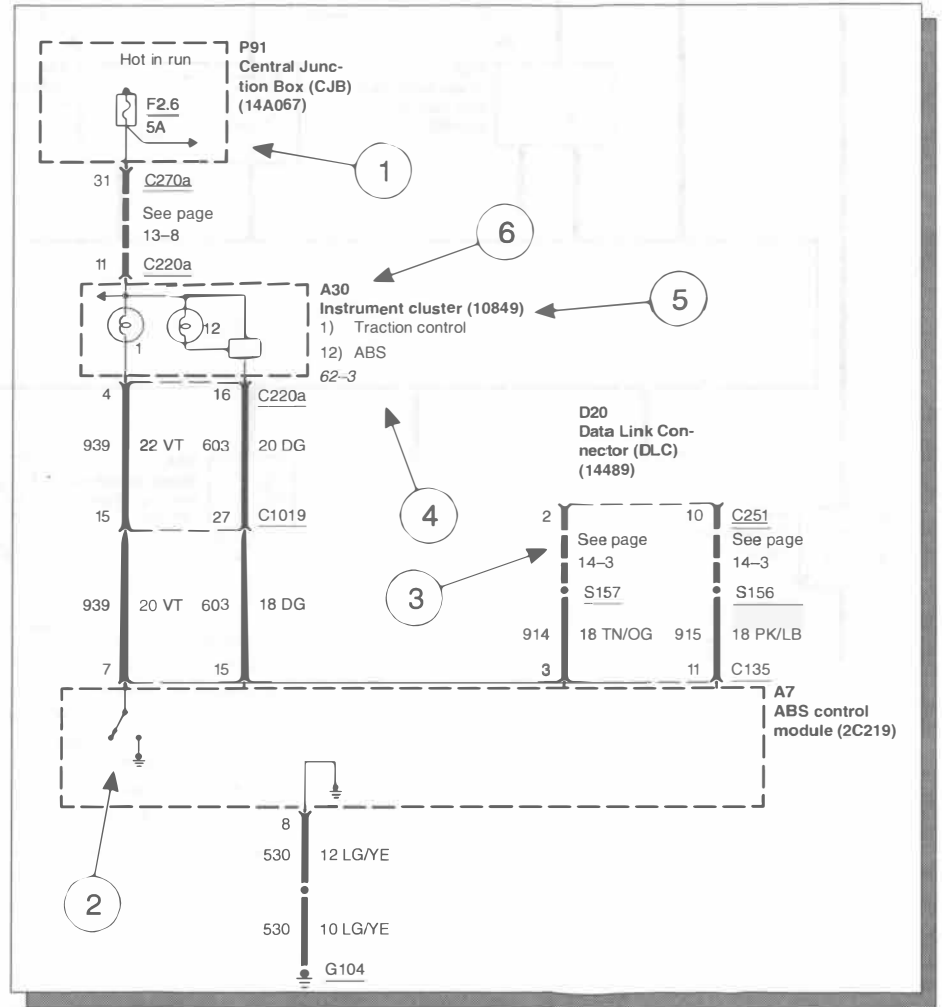 P91
Central Junc-
tion Box (CJB)
(14A067)
Hot in run
F2.6
5A
1
31 C270a
See page
13–8
11 C220a
6
5
A30
Instrument cluster (10849)
1) Traction control
12) ABS
62–3
1
12
4 16 C220a
939 22 VT 603 20 DG
15 27 C1019
4
D20
Data Link Con-
nector (DLC)
(14489)
2 10 C251
See page See page
14–3 14–3
3
S157 S156
939 20 VT 603 18 DG
914 18 TN/OG 915 18 PK/LB
7 15 3 11 C135
A7
ABS control
module (2C219)
2
8
530 12 LG/YE
530 10 LG/YE
G104